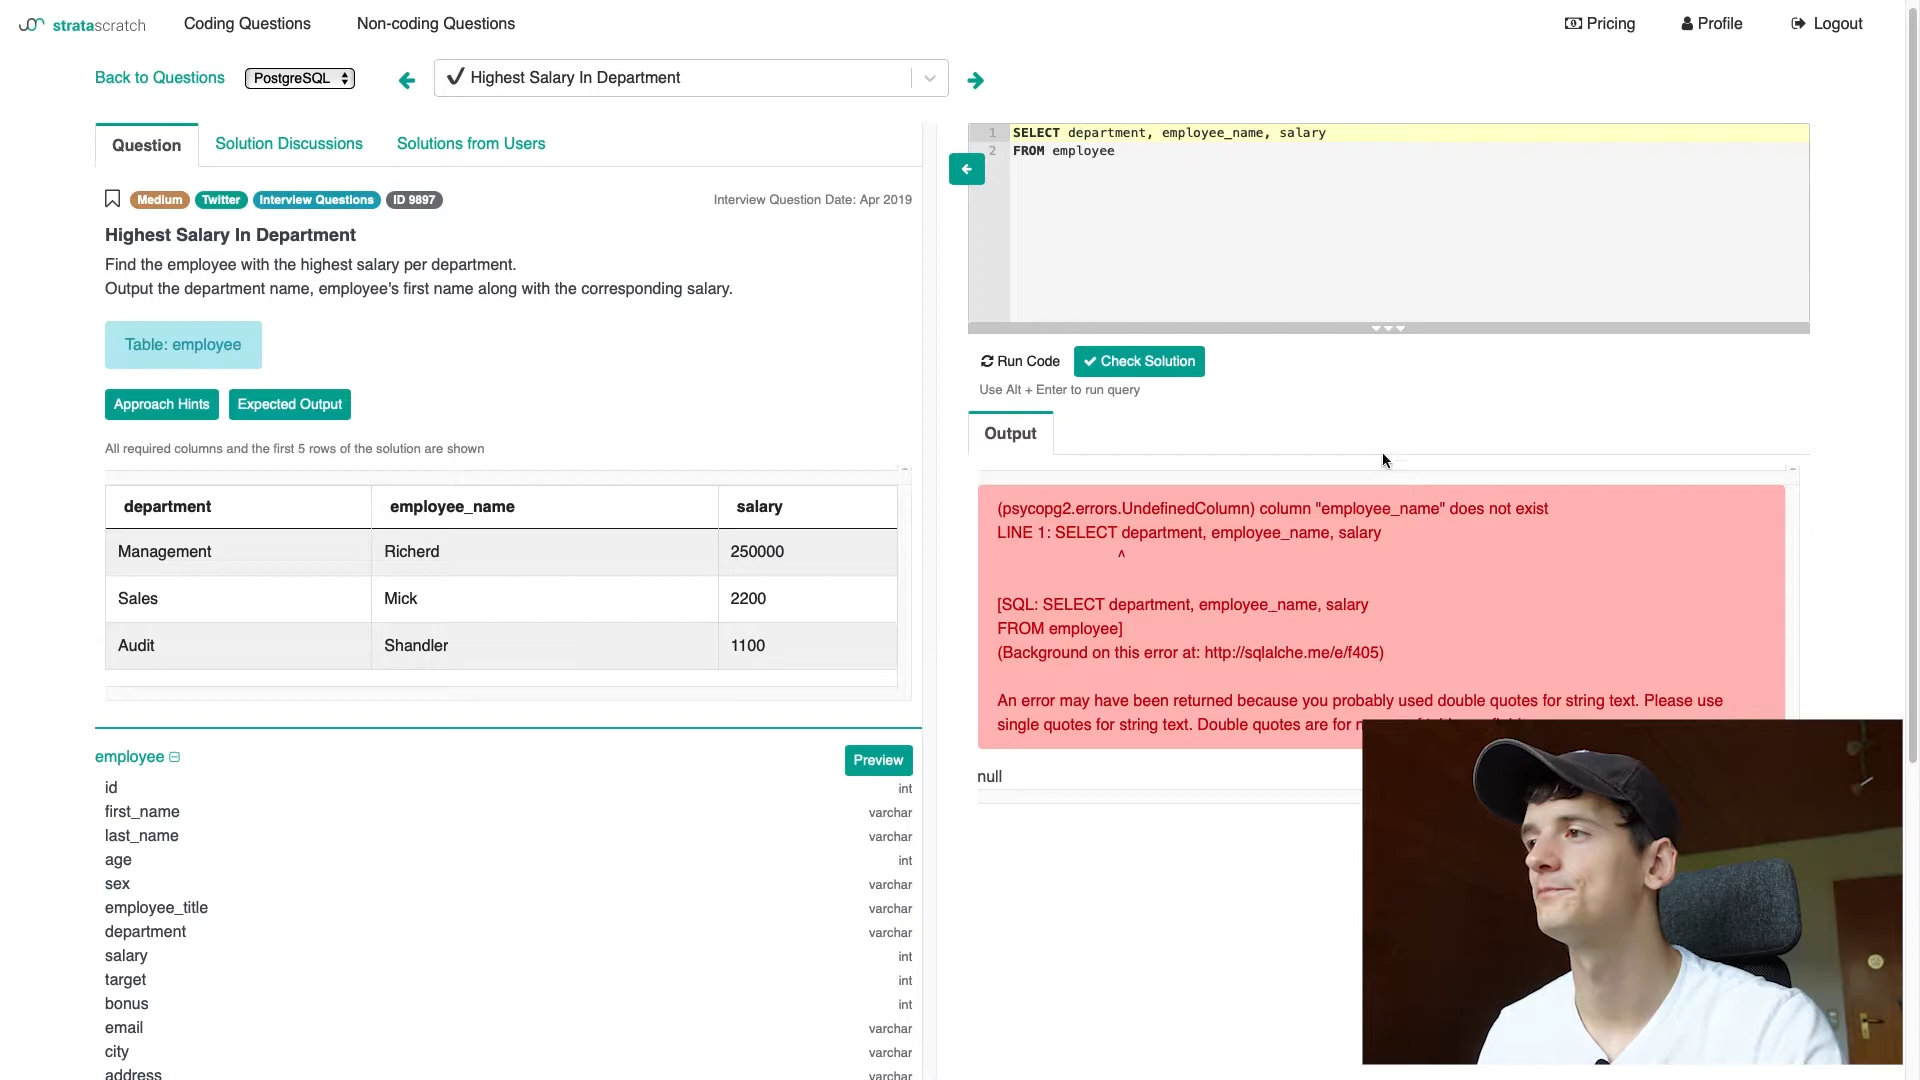 stratascratch
Coding Questions
Non-coding Questions
Pricing
Profile
Logout
Back to Questions
PostgreSQL
Highest Salary In Department
Question
Solution Discussions
Solutions from Users
Medium
Twitter
Interview Questions
ID 9897
Interview Question Date: Apr 2019
Highest Salary In Department
Find the employee with the highest salary per department.
Output the department name, employee's first name along with the corresponding salary.
Table: employee
Approach Hints
Expected Output
All required columns and the first 5 rows of the solution are shown
department employee_name salary
Management Richerd 250000
Sales Mick 2200
Audit Shandler 1100
employee
Preview
id int
first_name varchar
last_name varchar
age int
sex varchar
employee_title varchar
department varchar
salary int
target int
bonus int
email varchar
city varchar
address varchar
1 SELECT department, employee_name, salary
2 FROM employee
Run Code
Check Solution
Use Alt + Enter to run query
Output
(psycopg2.errors.UndefinedColumn) column "employee_name" does not exist
LINE 1: SELECT department, employee_name, salary
^
[SQL: SELECT department, employee_name, salary
FROM employee]
(Background on this error at: http://sqlalche.me/e/f405)
An error may have been returned because you probably used double quotes for string text. Please use
single quotes for string text. Double quotes are for
null